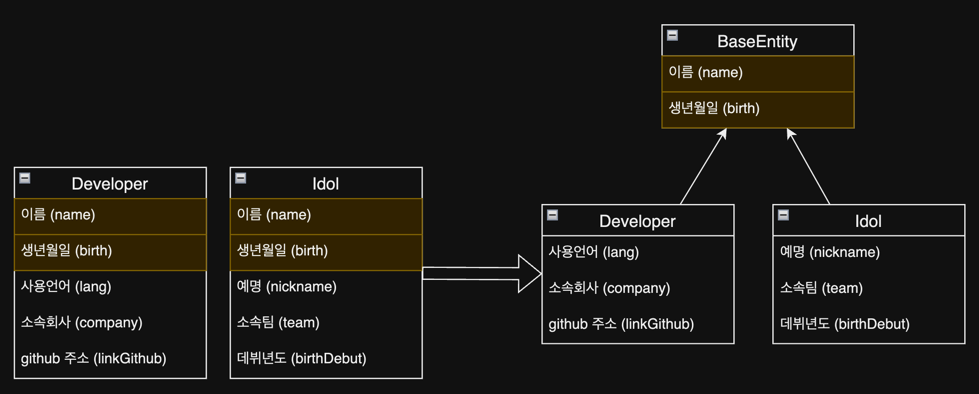 BaseEntity
이름 (name)
생년월일 (birth)
Developer
이름 (name)
생년월일 (birth)
사용언어 (lang)
소속회사 (company)
github 주소 (linkGithub)
Idol
이름 (name)
생년월일 (birth)
예명 (nickname)
소속팀 (team)
데뷔년도 (birthDebut)
Developer
사용언어 (lang)
소속회사 (company)
github 주소 (linkGithub)
Idol
예명 (nickname)
소속팀 (team)
데뷔년도 (birthDebut)